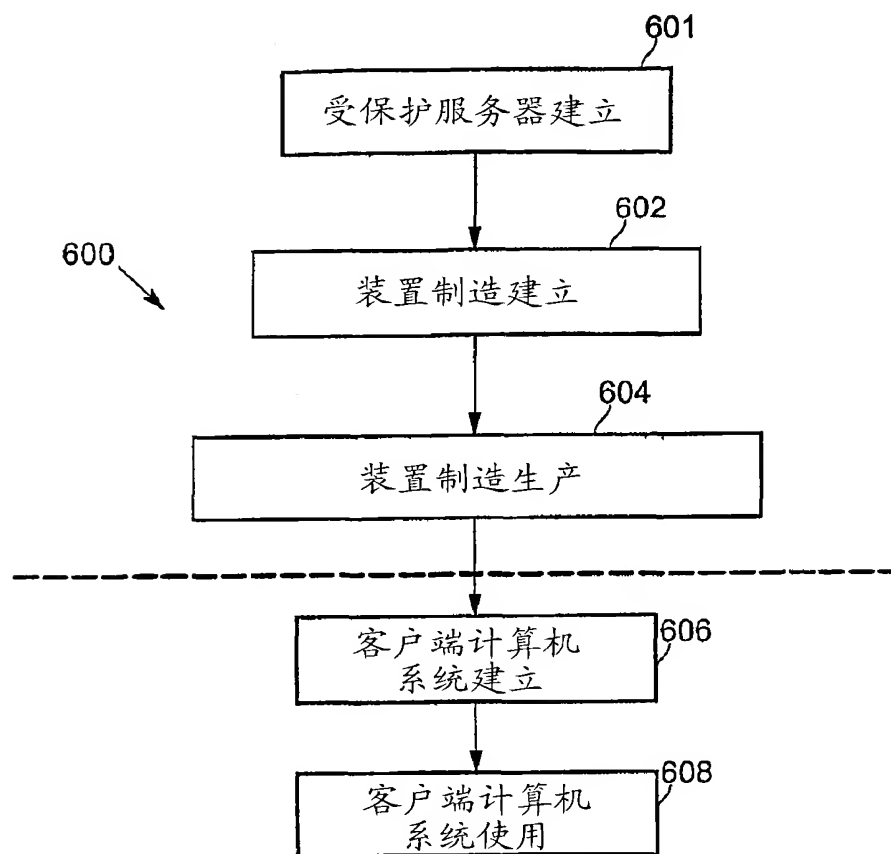 601
受保护服务器建立
602
600
装置制造建立
604
装置制造生产
客户端计算机
系统建立
606
客户端计算机
系统使用
608